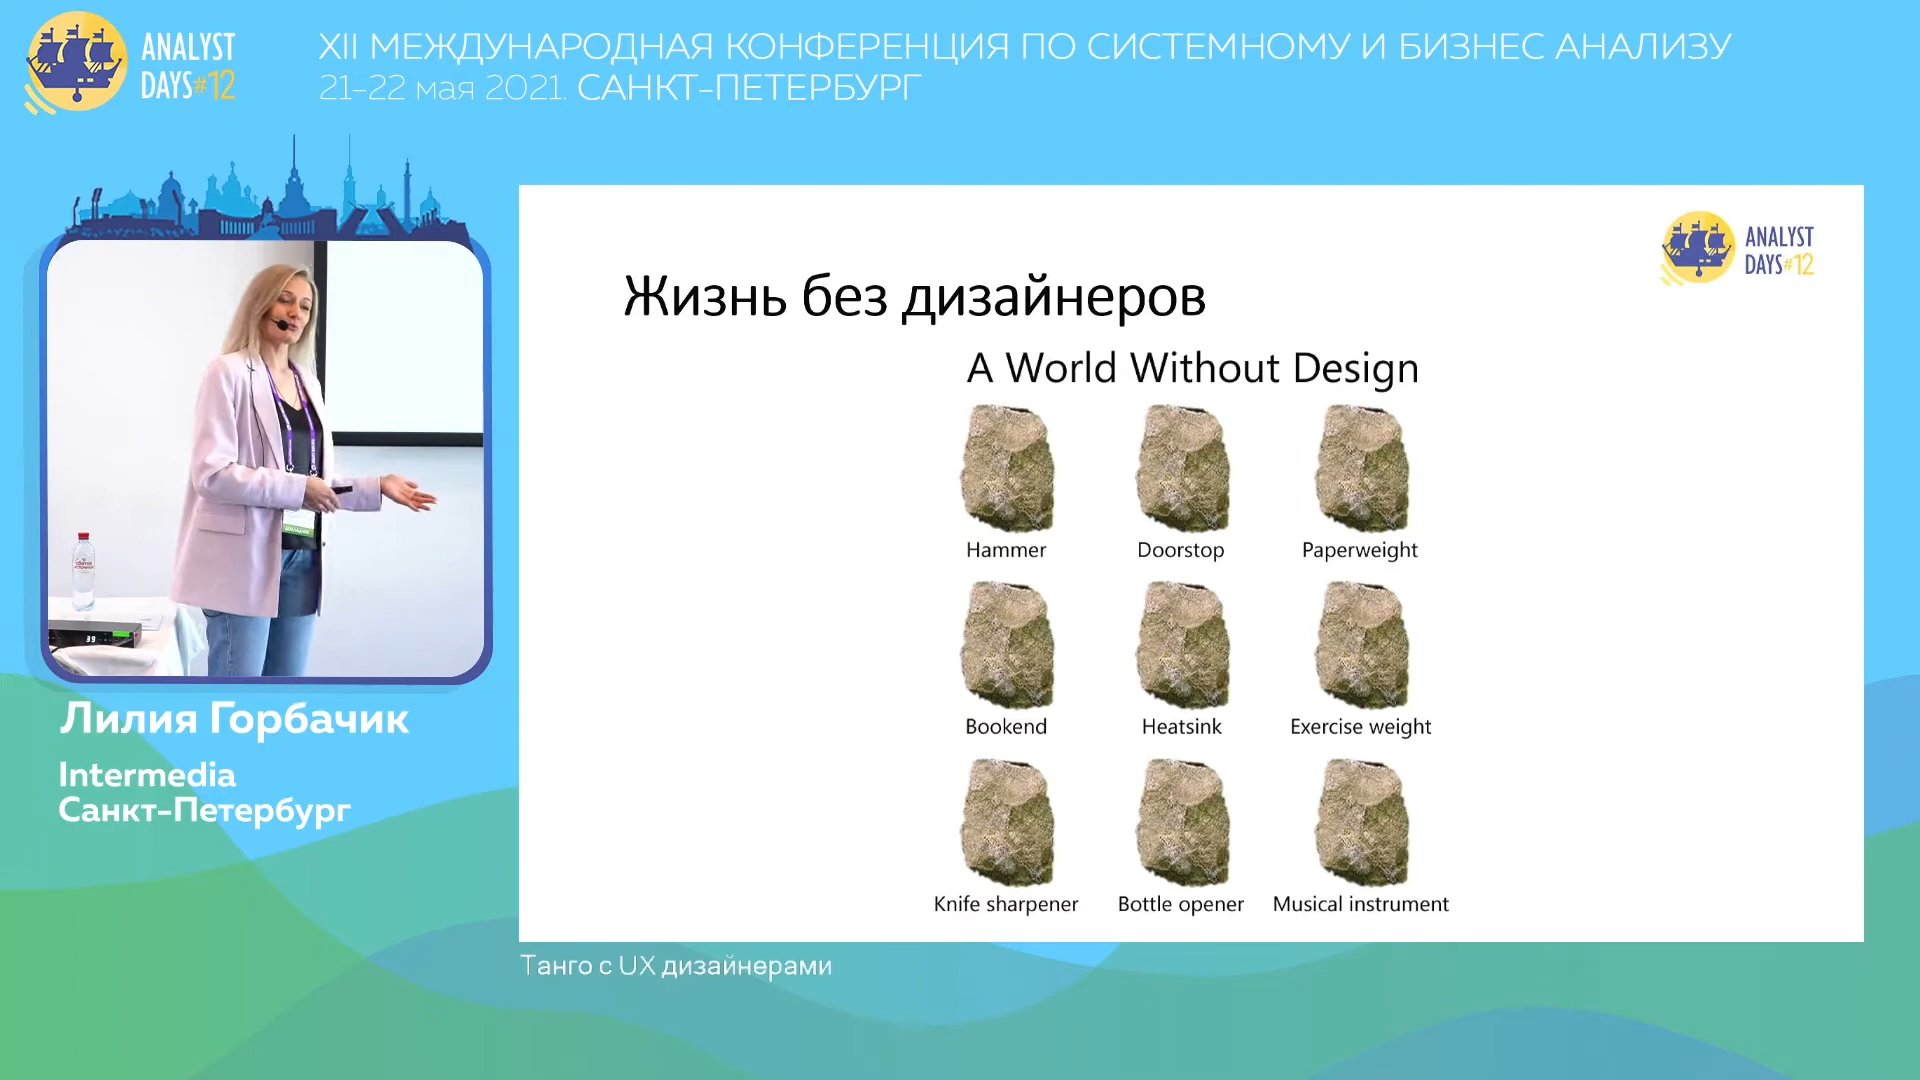 ANALYST
DAYS#12
XII МЕЖДУНАРОДНАЯ КОНФЕРЕНЦИЯ ПО СИСТЕМНОМУ И БИЗНЕС АНАЛИЗУ
21-22 мая 2021. САНКТ-ПЕТЕРБУРГ
ANALYST
DAYS#12
Жизнь без дизайнеров
A World Without Design
Hammer
Doorstop
Paperweight
Bookend
Heatsink
Exercise weight
Knife sharpener
Bottle opener
Musical instrument
39
Лилия Горбачик
Intermedia
Санкт-Петербург
Танго с UX дизайнерами